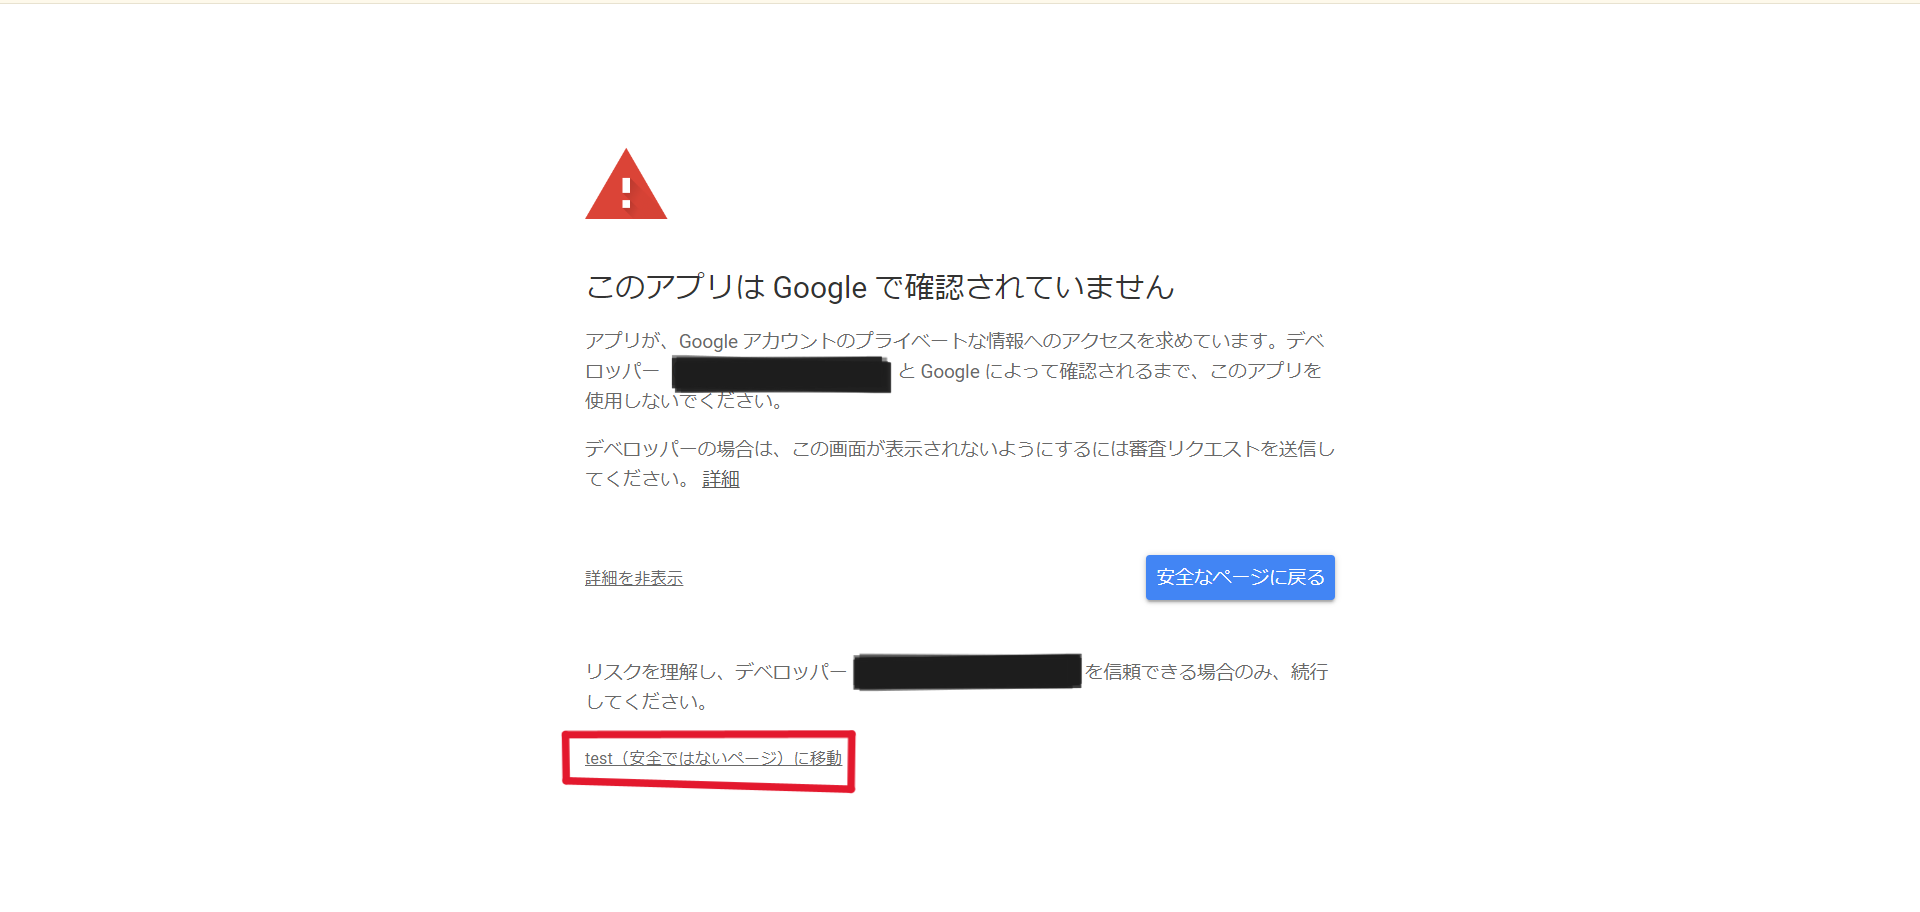 このアプリは Google で確認されていません
アプリが、Google アカウントのプライベートな情報へのアクセスを求めています。デベ
ロッパー と Google によって確認されるまで、このアプリを
使用しないでください。
デベロッパーの場合は、この画面が表示されないようにするには審査リクエストを送信し
てください。 詳細
詳細を非表示
安全なページに戻る
リスクを理解し、デベロッパー を信頼できる場合のみ、続行
してください。
test（安全ではないページ）に移動